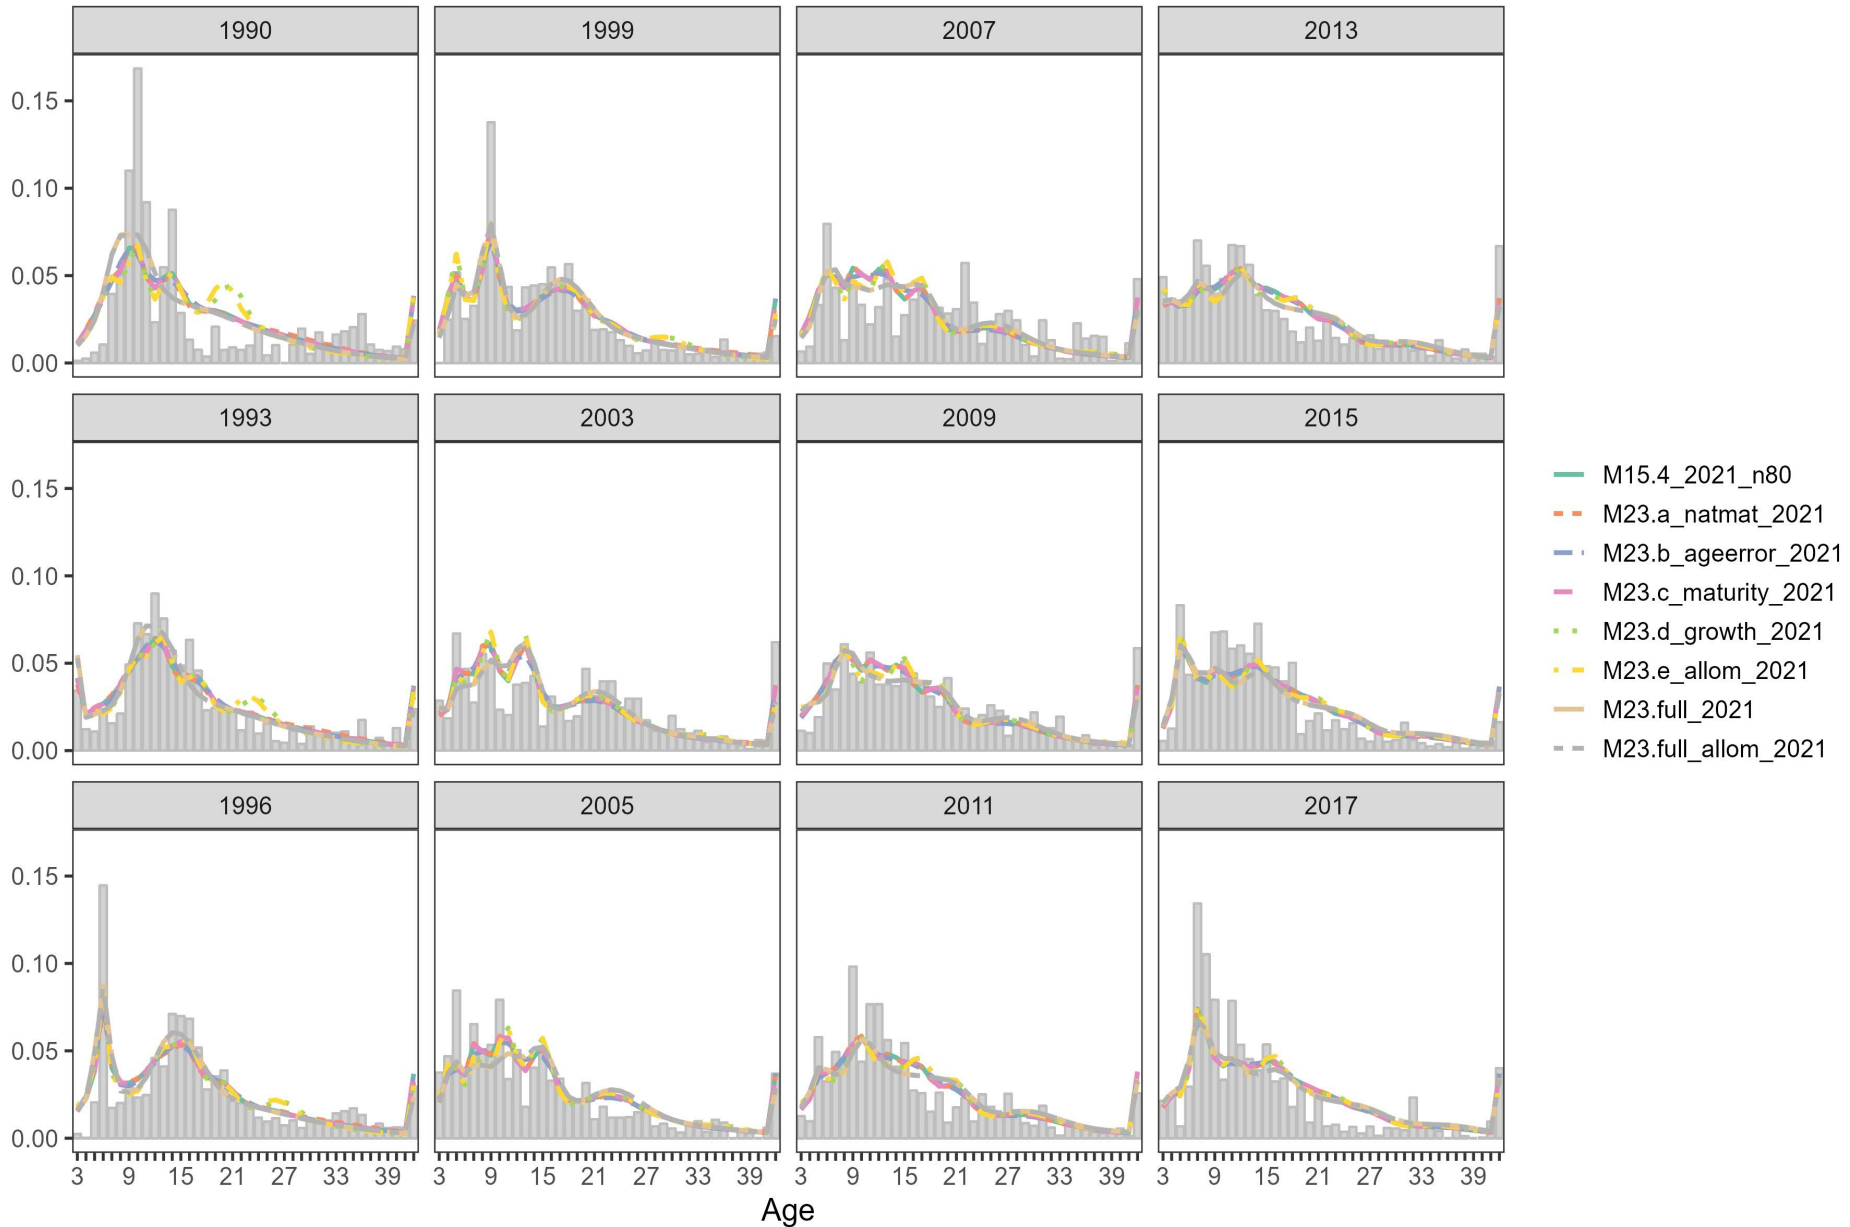 1990
1999
2007
2013
0.15
0.10
0.05
0.00
1993
2003
2009
2015
0.15
0.10
0.05
0.00
1996
2005
2011
2017
0.15
0.10
0.05
0.00
3 9 15 21 27 33 39
3 9 15 21 27 33 39
3 9 15 21 27 33 39
3 9 15 21 27 33 39
Age
M15.4_2021_n80
M23.a_natmat_2021
M23.b_ageerror_2021
M23.c_maturity_2021
M23.d_growth_2021
M23.e_allom_2021
M23.full_2021
M23.full_allom_2021